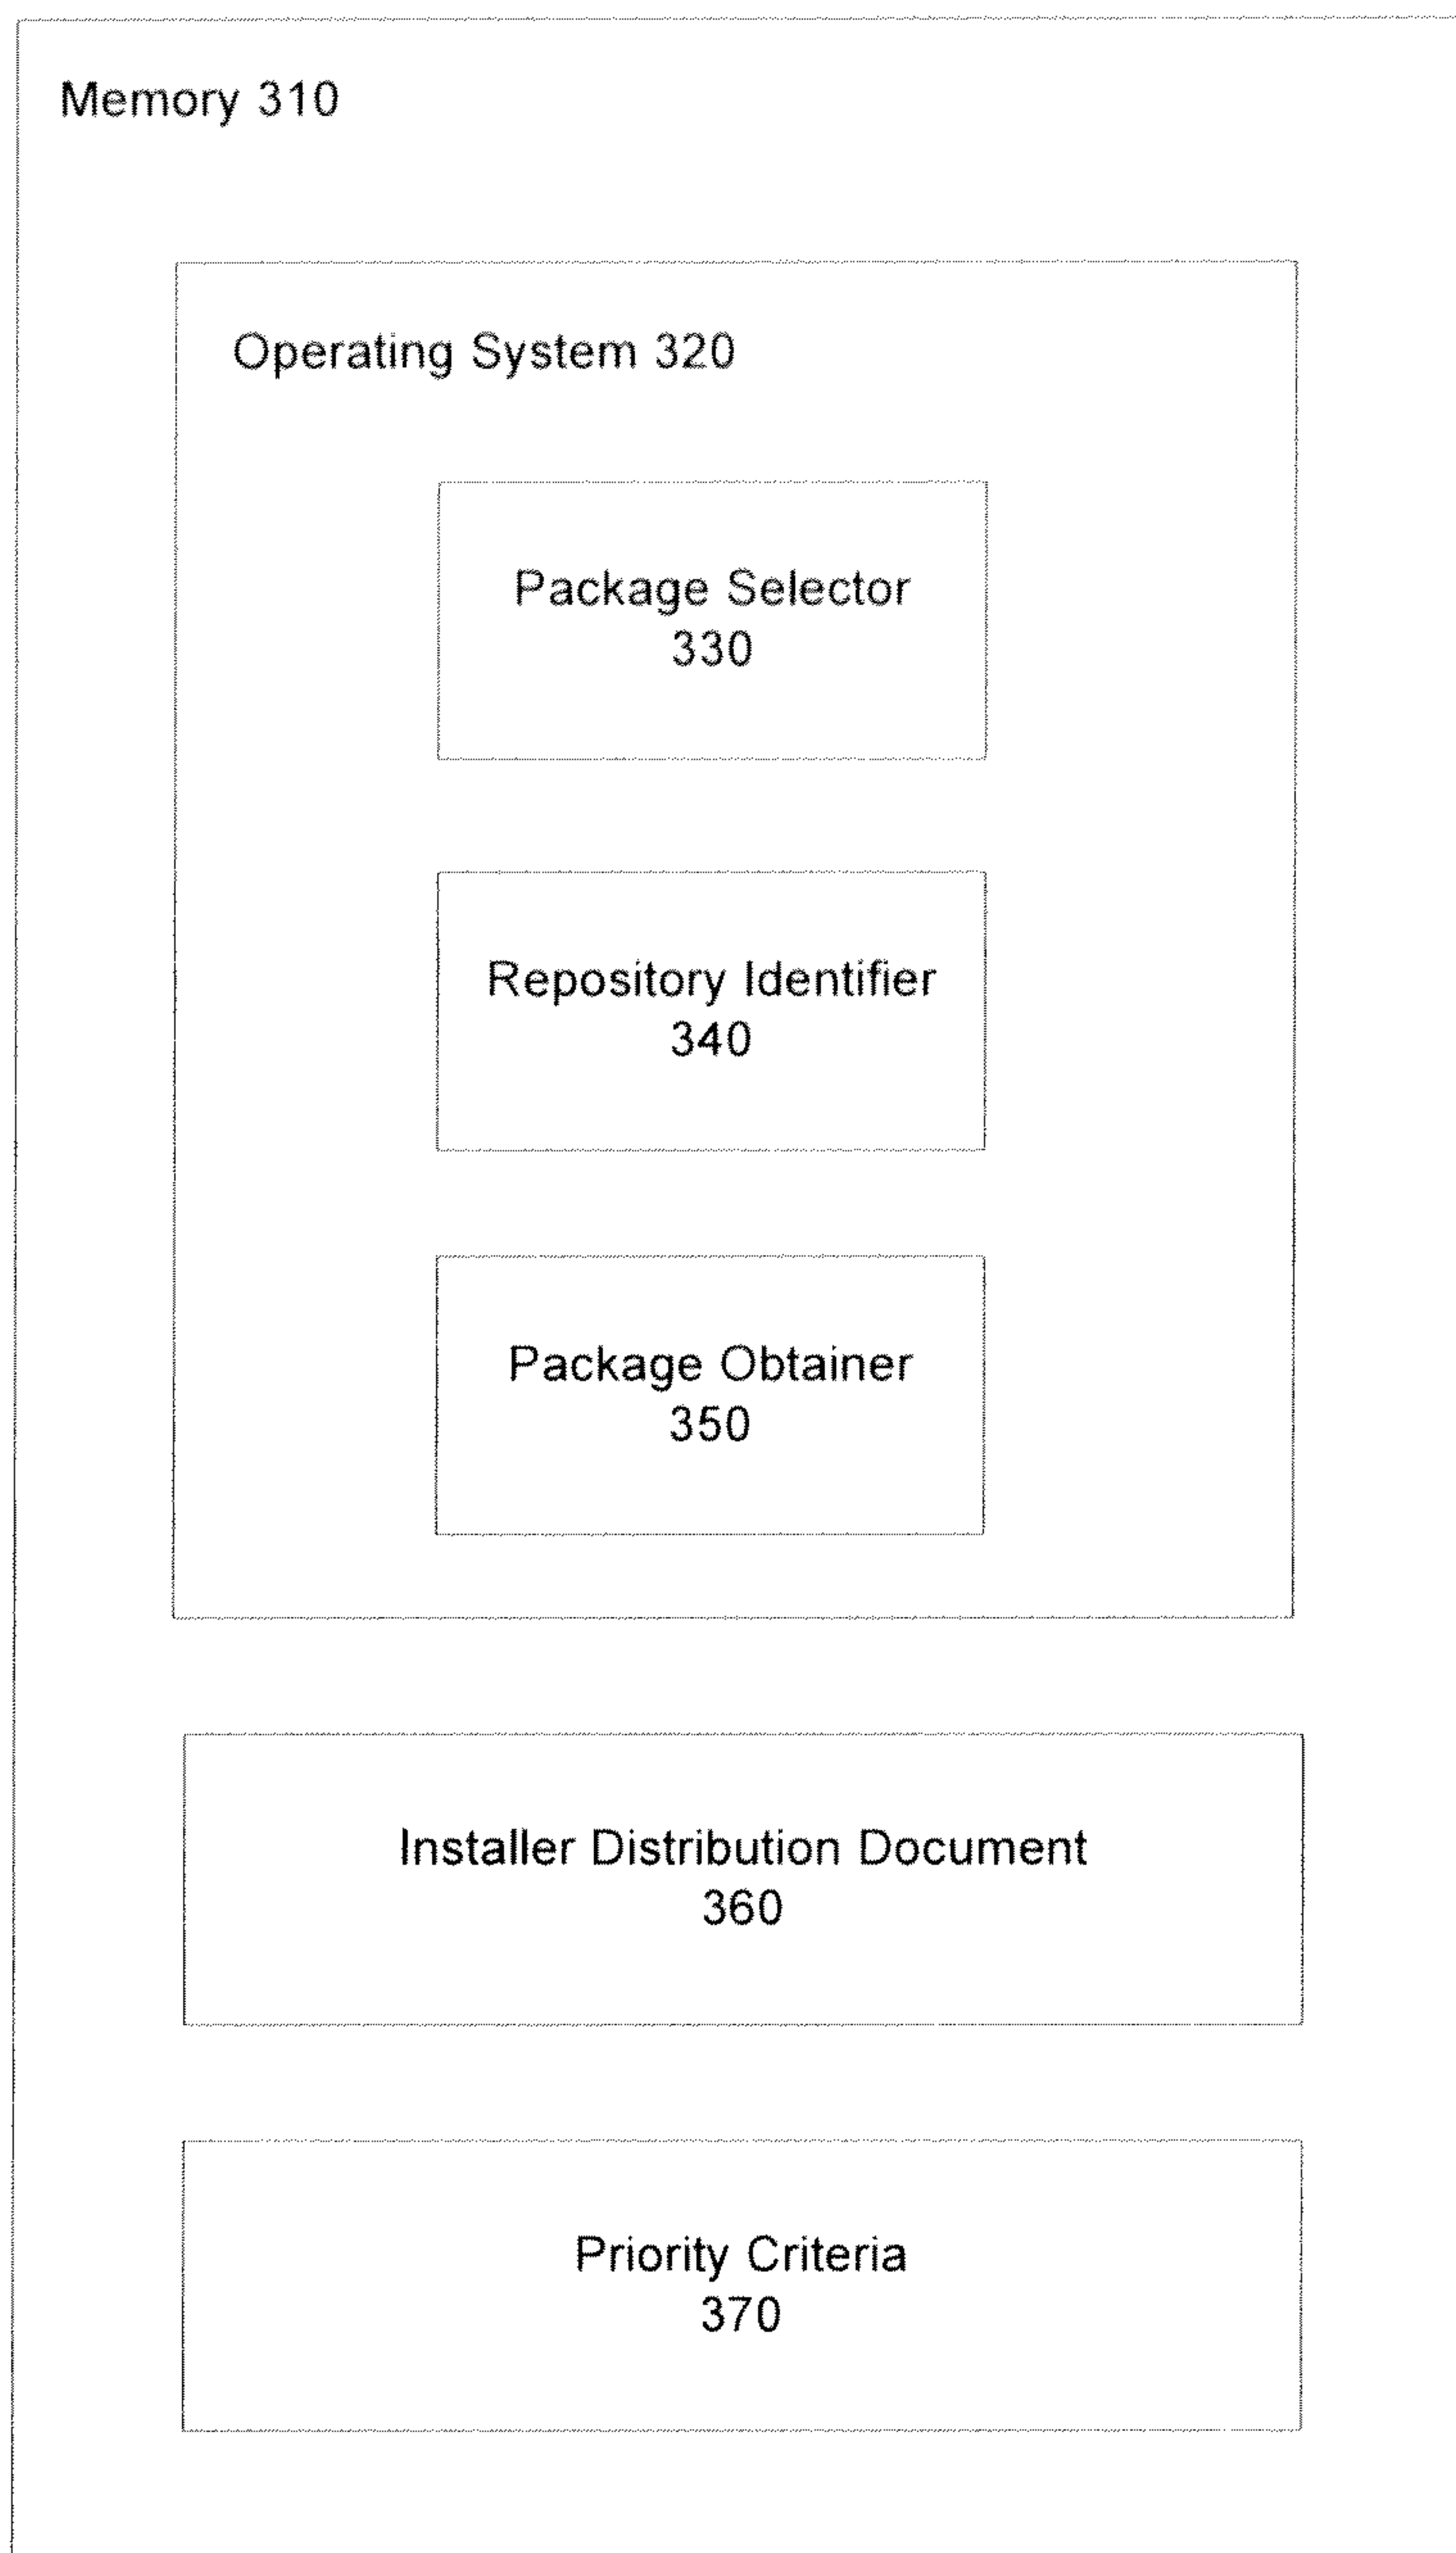 Memory 310
Operating System 320
Package Selector
330
Repository Identifier
340
Package Obtainer
350
Installer Distribution Document
360
Priority Criteria
370